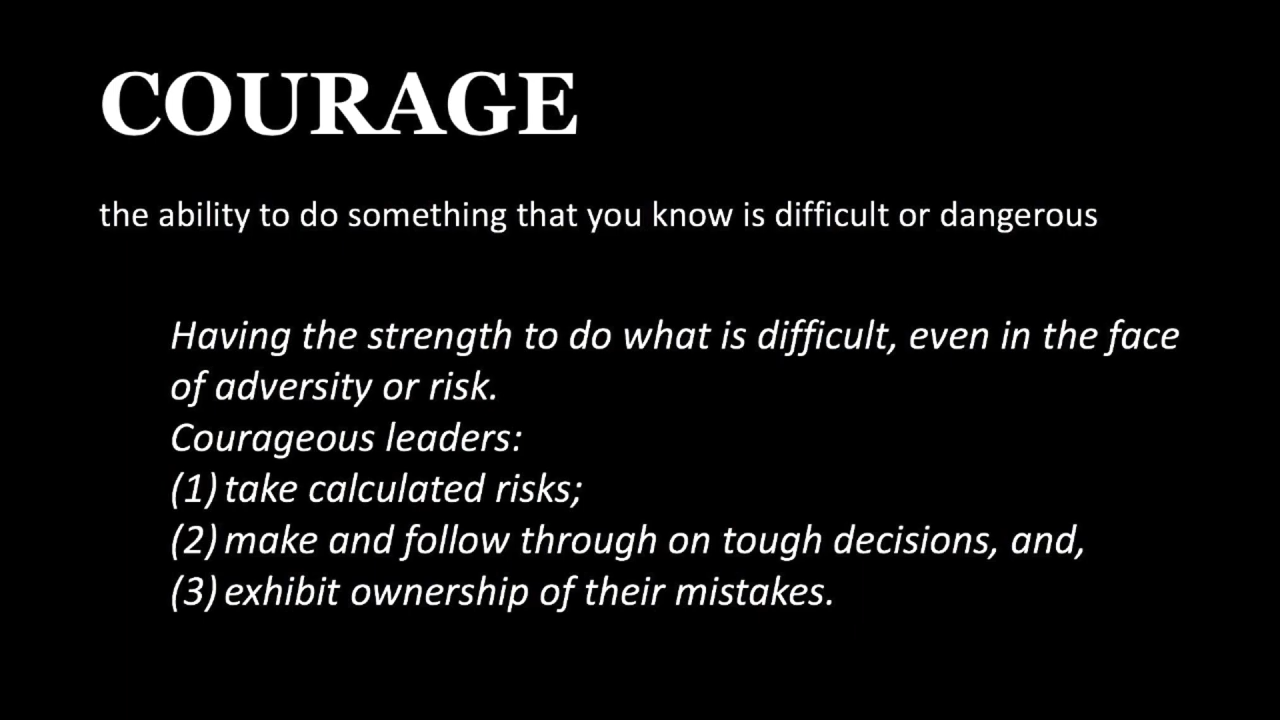 COURAGE
the ability to do something that you know is difficult or dangerous
Having the strength to do what is difficult, even in the face
of adversity or risk.
Courageous leaders:
(1) take calculated risks;
(2) make and follow through on tough decisions, and,
(3) exhibit ownership of their mistakes.